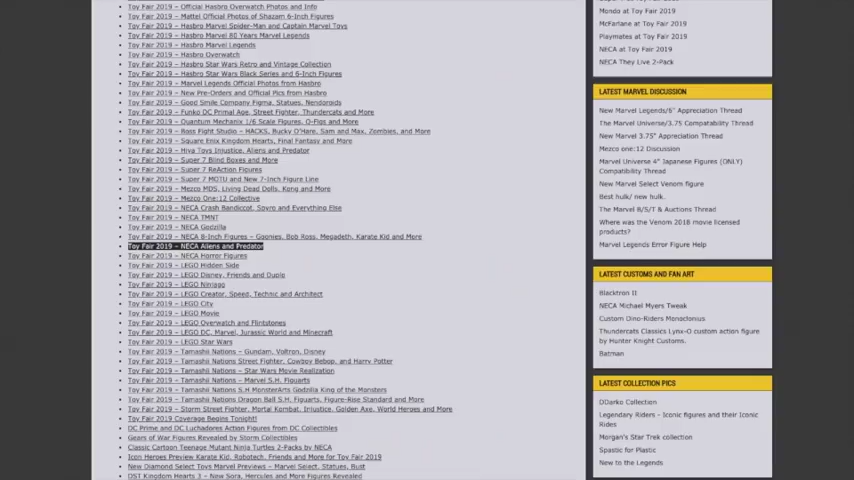 Toy Fair 2019 – Official Hasbro Overwatch Photos and Info
Toy Fair 2019 – Mattel Official Photos of Shazam 6-Inch Figures
Toy Fair 2019 – Hasbro Marvel Spider-Man and Captain Marvel Toys
Toy Fair 2019 – Hasbro Marvel 80 Years Marvel Legends
Toy Fair 2019 – Hasbro Marvel Legends
Toy Fair 2019 – Hasbro Overwatch
Toy Fair 2019 – Hasbro Star Wars Retro and Vintage Collection
Toy Fair 2019 – Hasbro Star Wars Black Series and 6-Inch Figures
Toy Fair 2019 – Marvel Legends Official Photos from Hasbro
Toy Fair 2019 – New Pre-Orders and Official Pics from Hasbro
Toy Fair 2019 – Good Smile Company Figma, Statues, Nendoroids
Toy Fair 2019 – Funko DC Primal Age, Street Fighter, Thundercats and More
Toy Fair 2019 – Quantum Mechanix 1/6 Scale Figures, Q-Figs and More
Toy Fair 2019 – Boss Fight Studio – HACKS, Bucky O'Hare, Sam and Max, Zombies, and More
Toy Fair 2019 – Square Enix Kingdom Hearts, Final Fantasy and More
Toy Fair 2019 – Hiya Toys Injustice, Aliens and Predator
Toy Fair 2019 – Super 7 Blind Boxes and More
Toy Fair 2019 – Super 7 ReAction Figures
Toy Fair 2019 – Super 7 MOTU and New 7-Inch Figure Line
Toy Fair 2019 – Mezco MDS, Living Dead Dolls, Kong and More
Toy Fair 2019 – Mezco One:12 Collective
Toy Fair 2019 – NECA Crash Bandicoot, Spyro and Everything Else
Toy Fair 2019 – NECA TMNT
Toy Fair 2019 – NECA Godzilla
Toy Fair 2019 – NECA 8-Inch Figures – Goonies, Bob Ross, Megadeth, Karate Kid and More
Toy Fair 2019 – NECA Aliens and Predator
Toy Fair 2019 – NECA Horror Figures
Toy Fair 2019 – LEGO Hidden Side
Toy Fair 2019 – LEGO Disney, Friends and Duplo
Toy Fair 2019 – LEGO Ninjago
Toy Fair 2019 – LEGO Creator, Speed, Technic and Architect
Toy Fair 2019 – LEGO City
Toy Fair 2019 – LEGO Movie
Toy Fair 2019 – LEGO Overwatch and Flintstones
Toy Fair 2019 – LEGO DC, Marvel, Jurassic World and Minecraft
Toy Fair 2019 – LEGO Star Wars
Toy Fair 2019 – Tamashii Nations – Gundam, Voltron, Disney
Toy Fair 2019 – Tamashii Nations Street Fighter, Cowboy Bebop, and Harry Potter
Toy Fair 2019 – Tamashii Nations – Star Wars Movie Realization
Toy Fair 2019 – Tamashii Nations – Marvel S.H. Figuarts
Toy Fair 2019 – Tamashii Nations S.H MonsterArts Godzilla King of the Monsters
Toy Fair 2019 – Tamashii Nations Dragon Ball S.H. Figuarts, Figure-Rise Standard and More
Toy Fair 2019 – Storm Street Fighter, Mortal Kombat, Injustice, Golden Axe, World Heroes and More
Toy Fair 2019 Coverage Begins Tonight!
DC Prime and DC Luchadores Action Figures from DC Collectibles
Gears of War Figures Revealed by Storm Collectibles
Classic Cartoon Teenage Mutant Ninja Turtles 2-Packs by NECA
Icon Heroes Preview Karate Kid, Robotech, Friends and More for Toy Fair 2019
New Diamond Select Toys Marvel Previews – Marvel Select, Statues, Bust
DST Kingdom Hearts 3 – New Sora, Hercules and More Figures Revealed
Mondo at Toy Fair 2019
McFarlane at Toy Fair 2019
Playmates at Toy Fair 2019
NECA at Toy Fair 2019
NECA They Live 2-Pack
LATEST MARVEL DISCUSSION
New Marvel Legends/6" Appreciation Thread
The Marvel Universe/3.75 Compatability Thread
New Marvel 3.75" Appreciation Thread
Mezco one:12 Discussion
Marvel Universe 4" Japanese Figures (ONLY)
Compatibility Thread
New Marvel Select Venom figure
Best hulk/ new hulk.
The Marvel B/S/T & Auctions Thread
Where was the Venom 2018 movie licensed
products?
Marvel Legends Error Figure Help
LATEST CUSTOMS AND FAN ART
Blacktron II
NECA Michael Myers Tweak
Custom Dino-Riders Monoclonius
Thundercats Classics Lynx-O custom action figure
by Hunter Knight Customs.
Batman
LATEST COLLECTION PICS
DDarko Collection
Legendary Riders – Iconic figures and their Iconic
Rides
Morgan's Star Trek collection
Spastic for Plastic
New to the Legends